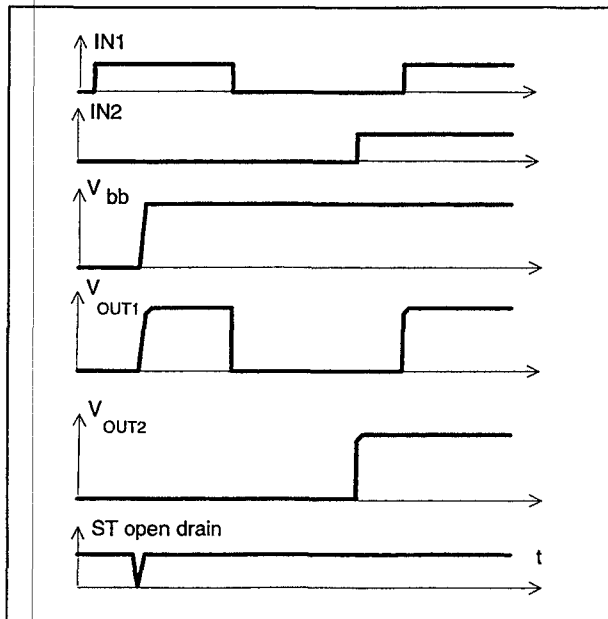 IN1
IN2
V bb
V OUT1
V OUT2
ST open drain
t